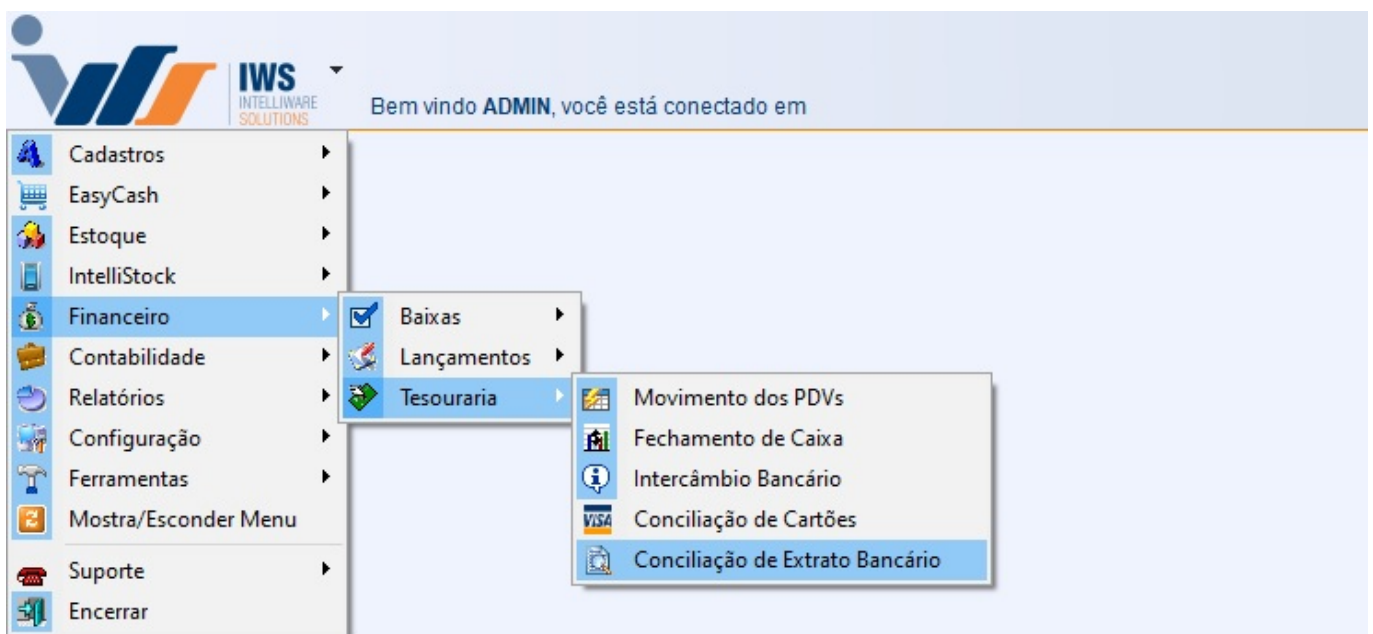 IWS
INTELLIWARE
SOLUTIONS
Bem vindo ADMIN, você está conectado em
Cadastros
EasyCash
Estoque
IntelliStock
Financeiro
Contabilidade
Relatórios
Configuração
Ferramentas
Mostra/Esconder Menu
Suporte
Encerrar
Baixas
Lançamentos
Tesouraria
Movimento dos PDVs
Fechamento de Caixa
Intercâmbio Bancário
VISA
Conciliação de Cartões
Conciliação de Extrato Bancário